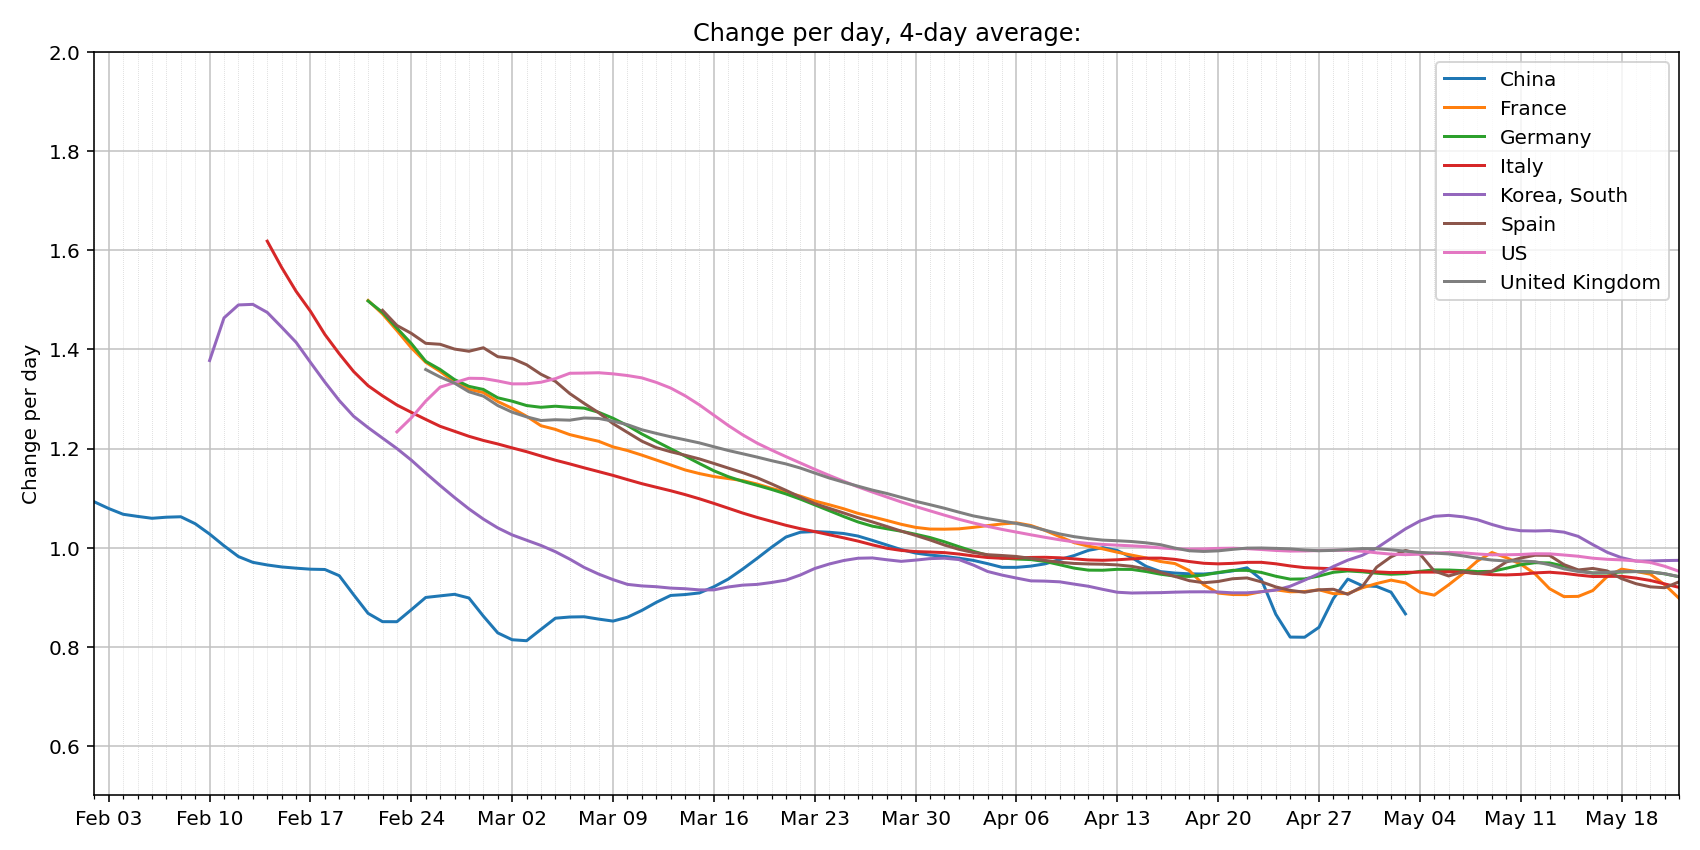 Change per day, 4-day average:
2.0
1.8
1.6
1.4
1.2
1.0
0.8
0.6
Change per day
China
France
Germany
Italy
Korea, South
Spain
US
United Kingdom
Feb 03 Feb 10 Feb 17 Feb 24 Mar 02 Mar 09 Mar 16 Mar 23 Mar 30 Apr 06 Apr 13 Apr 20 Apr 27 May 04 May 11 May 18